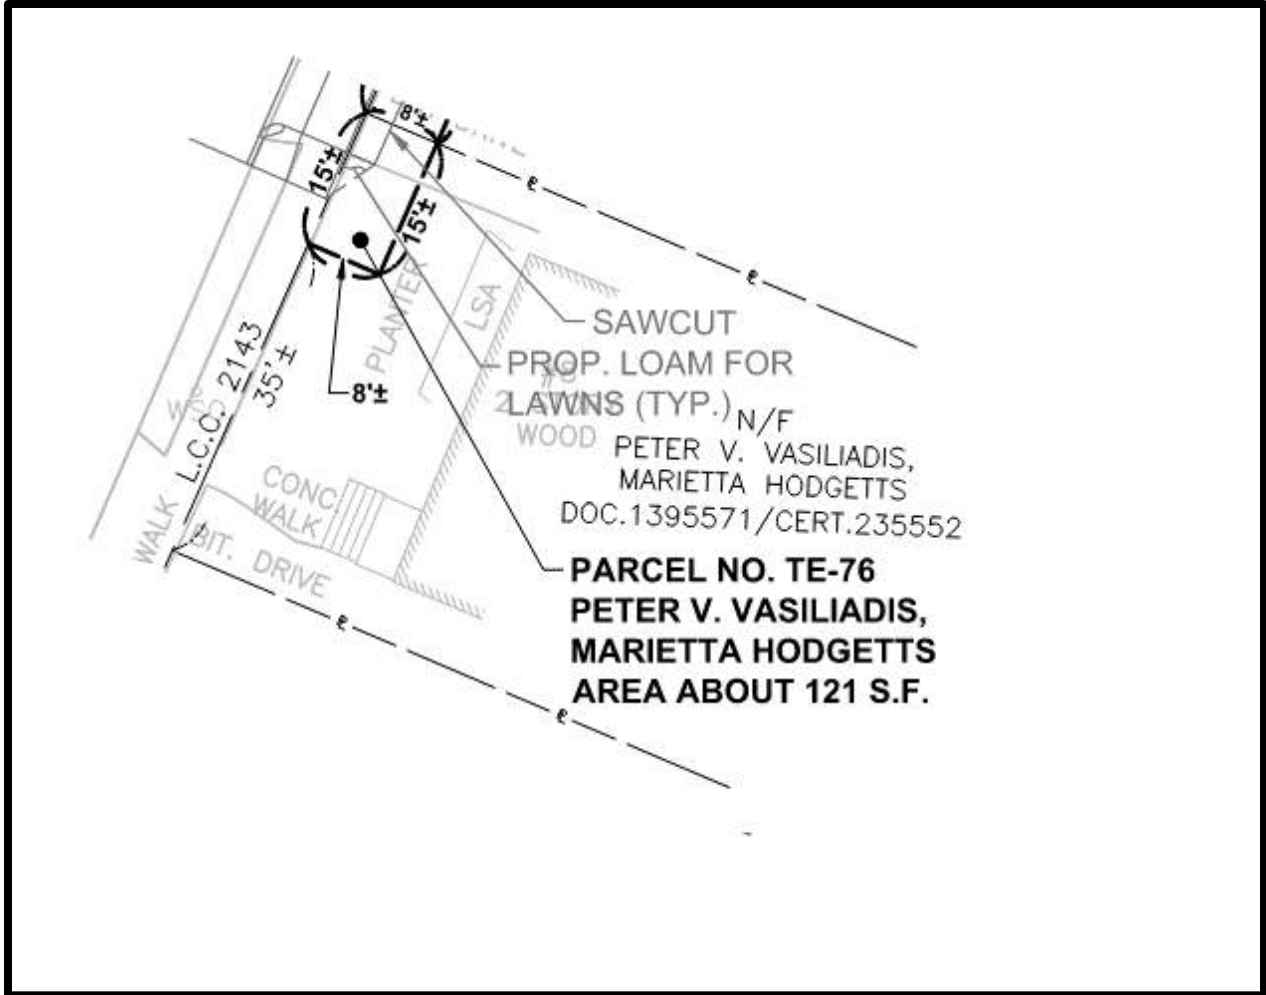 8'±
15'±
15'±
PLANTER
LSA
SAWCUT
PROP. LOAM FOR
LAWNS (TYP.)
8'±
L.C.C. 2143
35'±
WOOD
N/F
PETER V. VASILIADIS,
MARIETTA HODGETTS
DOC.1395571/CERT.235552
CONC.
WALK
WALK
BIT. DRIVE
PARCEL NO. TE-76
PETER V. VASILIADIS,
MARIETTA HODGETTS
AREA ABOUT 121 S.F.